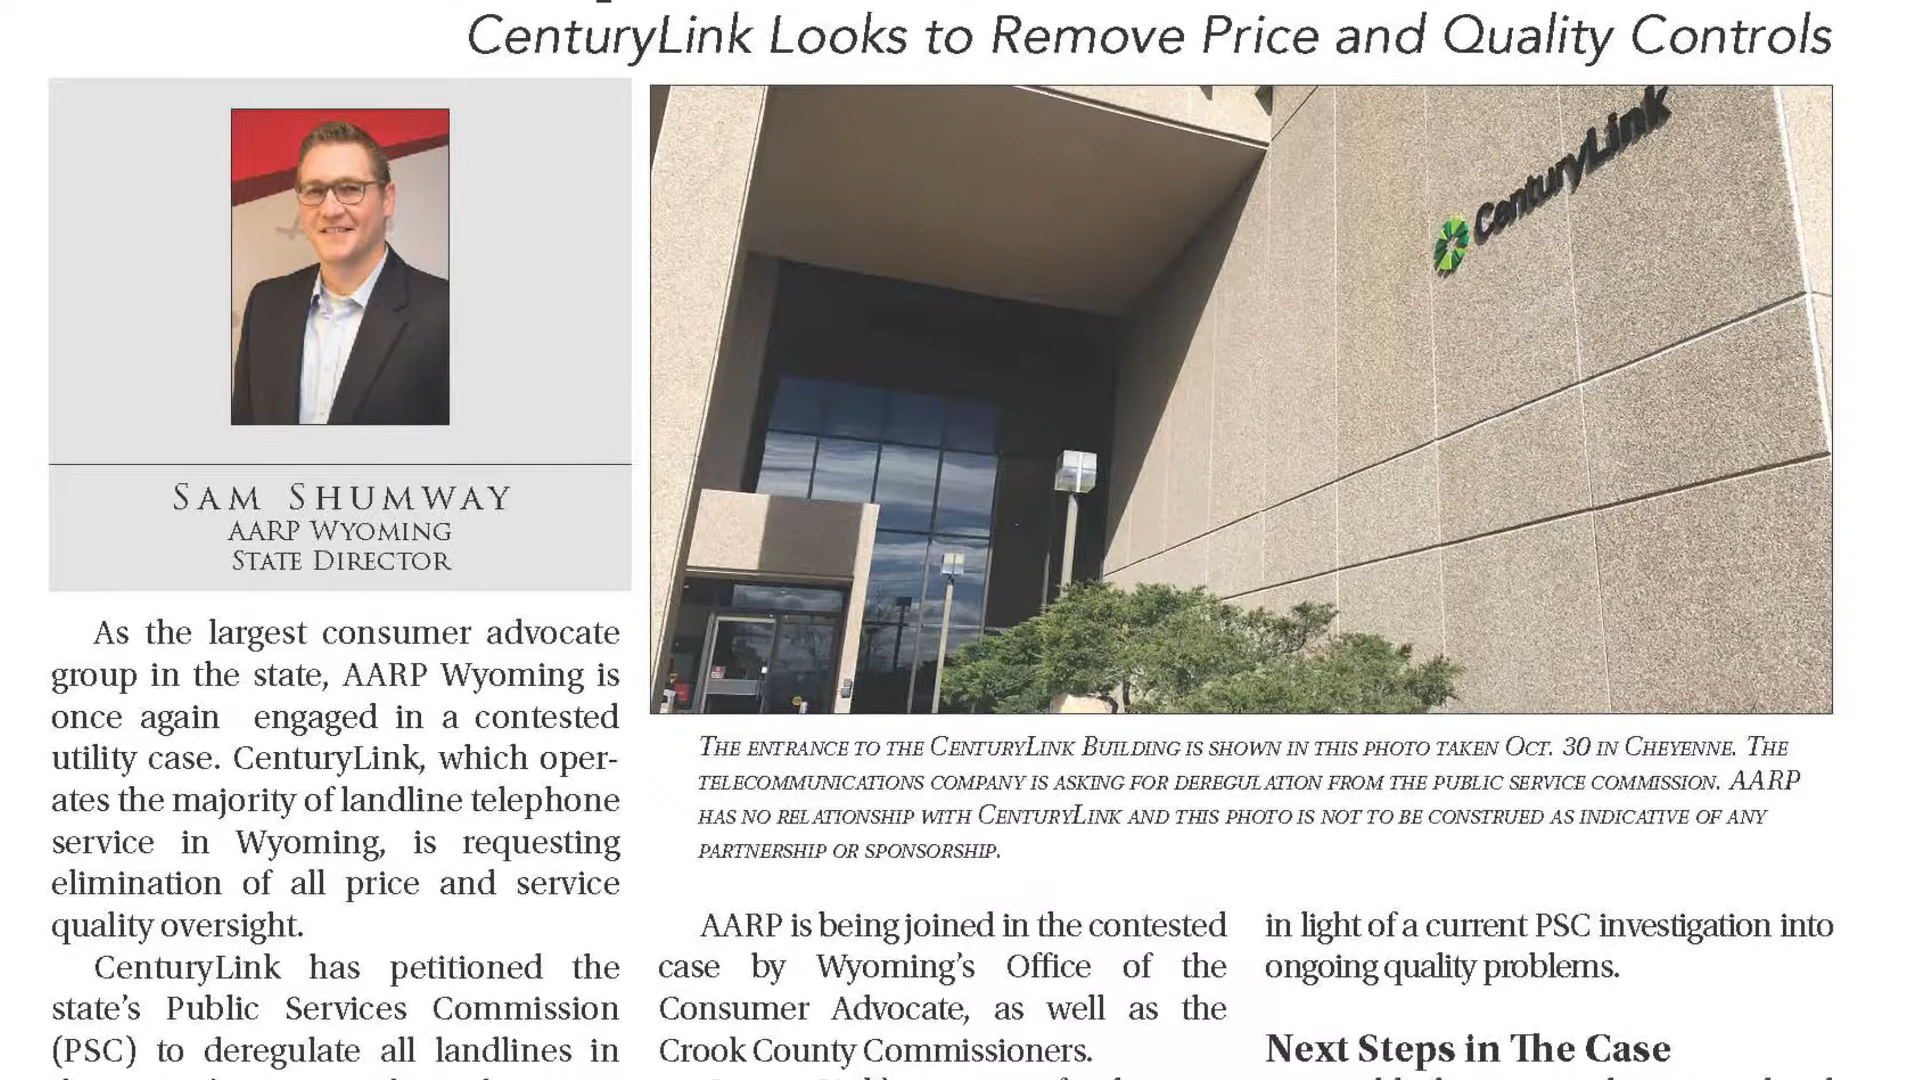 CenturyLink Looks to Remove Price and Quality Controls
CenturyLink
SAM SHUMWAY
AARP WYOMING
STATE DIRECTOR
As the largest consumer advocate
group in the state, AARP Wyoming is
once again engaged in a contested
utility case. CenturyLink, which oper-
ates the majority of landline telephone
service in Wyoming, is requesting
elimination of all price and service
quality oversight.
CenturyLink has petitioned the
state's Public Services Commission
(PSC) to deregulate all landlines in
THE ENTRANCE TO THE CENTURYLINK BUILDING IS SHOWN IN THIS PHOTO TAKEN OCT. 30 IN CHEYENNE. THE
TELECOMMUNICATIONS COMPANY IS ASKING FOR DEREGULATION FROM THE PUBLIC SERVICE COMMISSION. AARP
HAS NO RELATIONSHIP WITH CENTURYLINK AND THIS PHOTO IS NOT TO BE CONSTRUED AS INDICATIVE OF ANY
PARTNERSHIP OR SPONSORSHIP.
AARP is being joined in the contested
case by Wyoming's Office of the
Consumer Advocate, as well as the
Crook County Commissioners.
in light of a current PSC investigation into
ongoing quality problems.
Next Steps in The Case